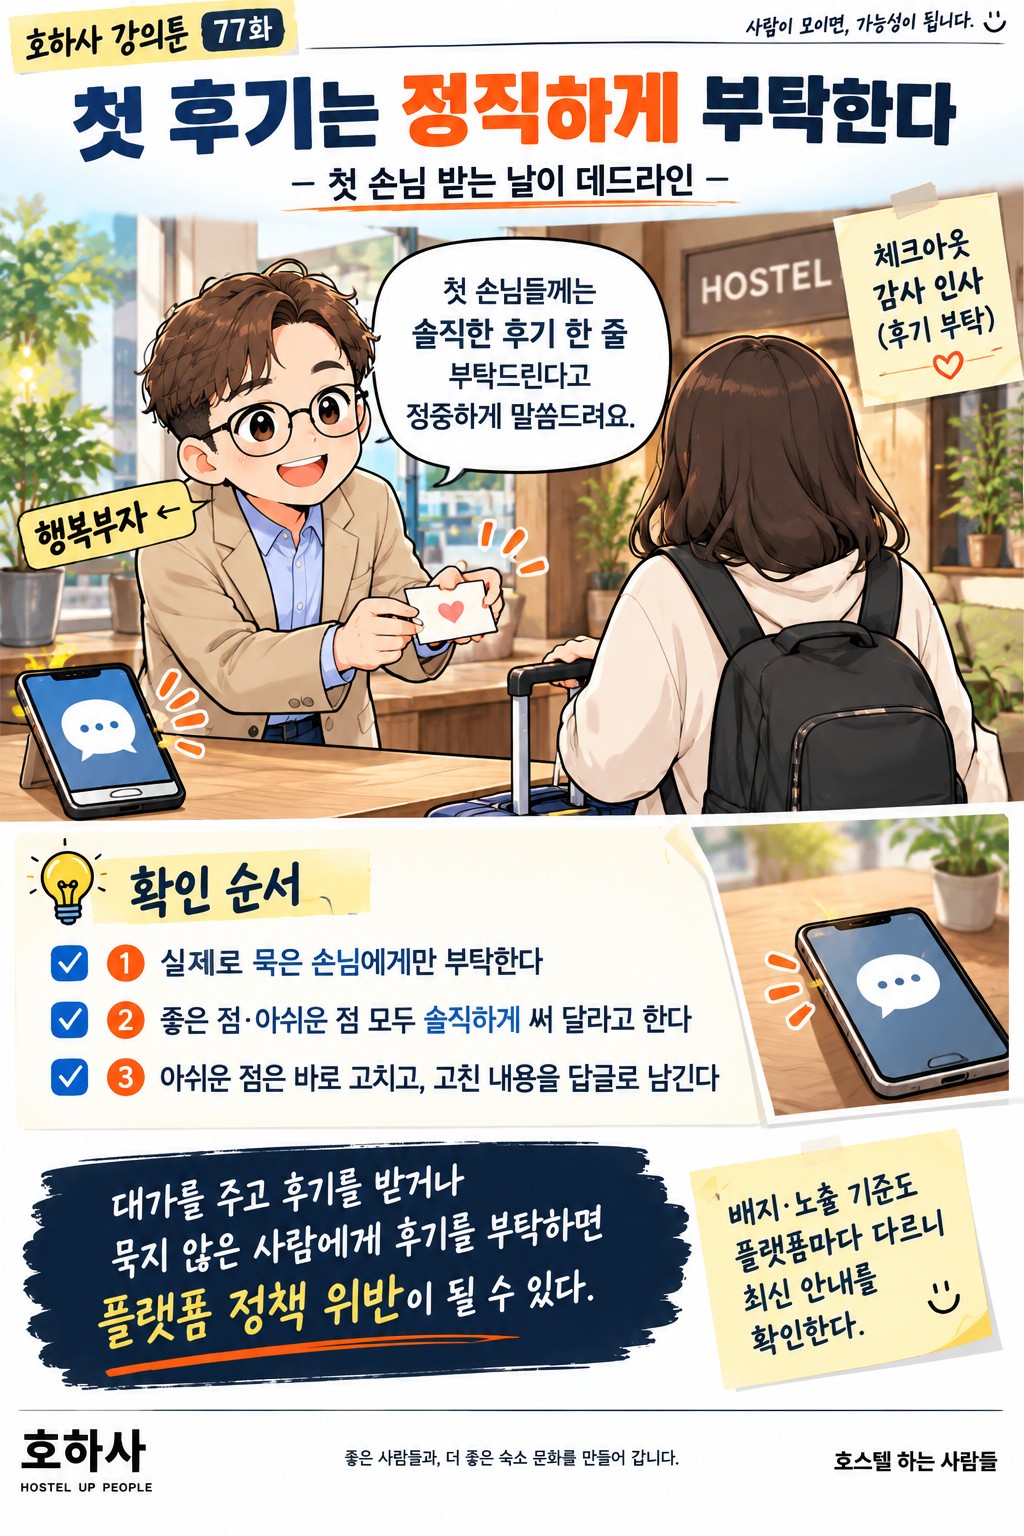 호하사 강의툰 77화
사람이 모이면, 가능성이 됩니다.
첫 후기는 정직하게 부탁한다
– 첫 손님 받는 날이 데드라인 –
첫 손님들께는
솔직한 후기 한 줄
부탁드린다고
정중하게 말씀드려요.
HOSTEL
체크아웃
감사 인사
(후기 부탁)
행복부자 ←
확인 순서
1 실제로 묵은 손님에게만 부탁한다
2 좋은 점·아쉬운 점 모두 솔직하게 써 달라고 한다
3 아쉬운 점은 바로 고치고, 고친 내용을 답글로 남긴다
대가를 주고 후기를 받거나
묵지 않은 사람에게 후기를 부탁하면
플랫폼 정책 위반이 될 수 있다.
배지·노출 기준도
플랫폼마다 다르니
최신 안내를
확인한다.
호하사
HOSTEL UP PEOPLE
좋은 사람들과, 더 좋은 숙소 문화를 만들어 갑니다.
호스텔 하는 사람들